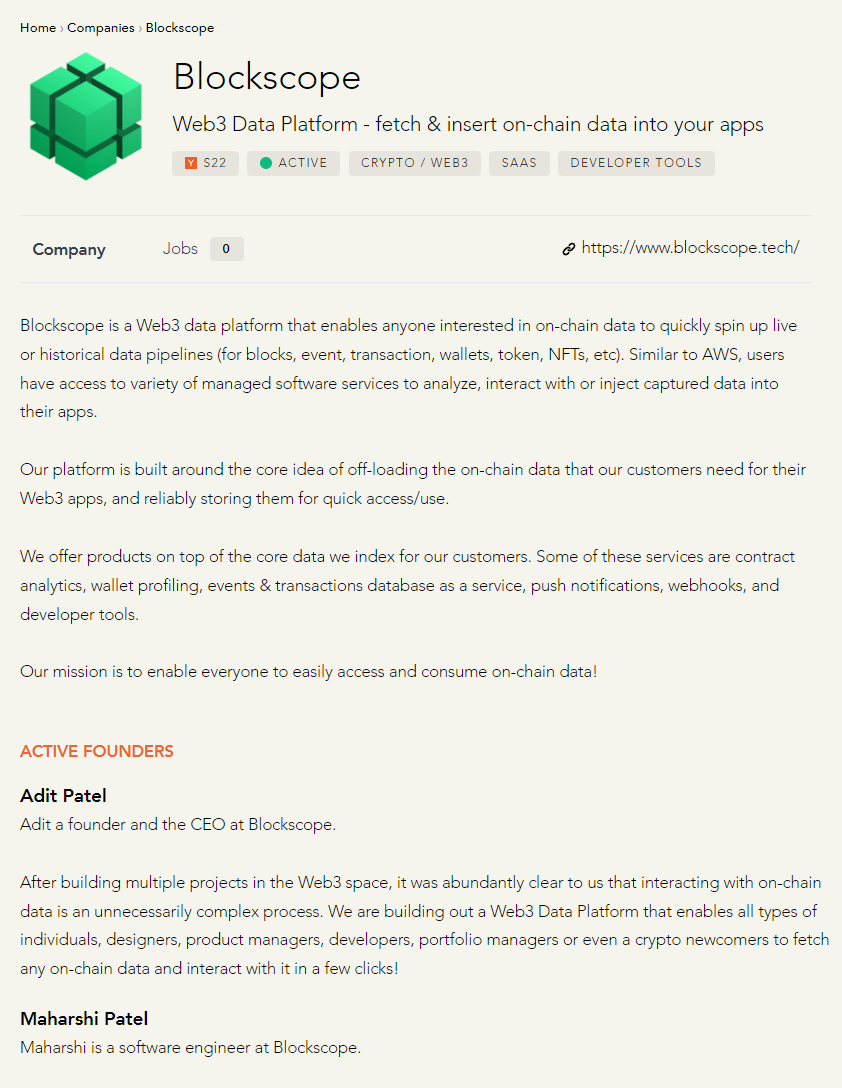 Home › Companies › Blockscope
Blockscope
Web3 Data Platform - fetch & insert on-chain data into your apps
Y S22 ACTIVE CRYPTO / WEB3 SAAS DEVELOPER TOOLS
Company Jobs 0 https://www.blockscope.tech/
Blockscope is a Web3 data platform that enables anyone interested in on-chain data to quickly spin up live
or historical data pipelines (for blocks, event, transaction, wallets, token, NFTs, etc). Similar to AWS, users
have access to variety of managed software services to analyze, interact with or inject captured data into
their apps.
Our platform is built around the core idea of off-loading the on-chain data that our customers need for their
Web3 apps, and reliably storing them for quick access/use.
We offer products on top of the core data we index for our customers. Some of these services are contract
analytics, wallet profiling, events & transactions database as a service, push notifications, webhooks, and
developer tools.
Our mission is to enable everyone to easily access and consume on-chain data!
ACTIVE FOUNDERS
Adit Patel
Adit a founder and the CEO at Blockscope.
After building multiple projects in the Web3 space, it was abundantly clear to us that interacting with on-chain
data is an unnecessarily complex process. We are building out a Web3 Data Platform that enables all types of
individuals, designers, product managers, developers, portfolio managers or even a crypto newcomers to fetch
any on-chain data and interact with it in a few clicks!
Maharshi Patel
Maharshi is a software engineer at Blockscope.